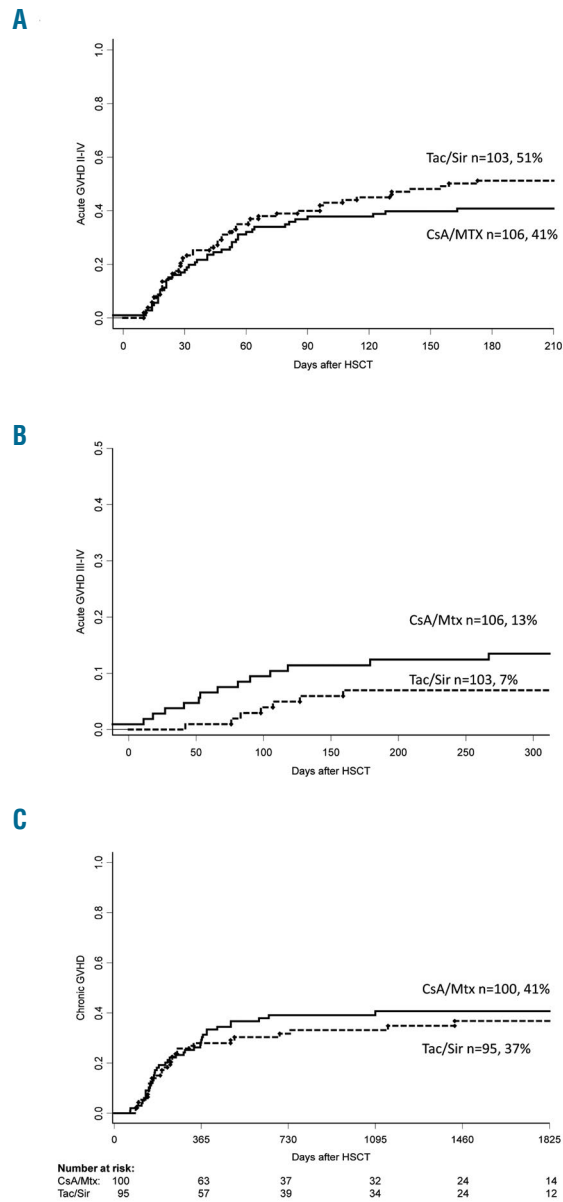 A
Acute GVHD II-IV
1.0
0.8
0.6
0.4
0.2
0.0
Tac/Sir n=103, 51%
CsA/MTX n=106, 41%
0 30 60 90 120 150 180 210
Days after HSCT
B
Acute GVHD III-IV
0.5
0.4
0.3
0.2
0.1
0.0
CsA/Mtx n=106, 13%
Tac/Sir n=103, 7%
0 50 100 150 200 250 300
Days after HSCT
C
Chronic GVHD
1.0
0.8
0.6
0.4
0.2
0.0
CsA/Mtx n=100, 41%
Tac/Sir n=95, 37%
0 365 730 1095 1460 1825
Days after HSCT
Number at risk:
CsA/Mtx: 100 63 37 32 24 14
Tac/Sir 95 57 39 34 24 12